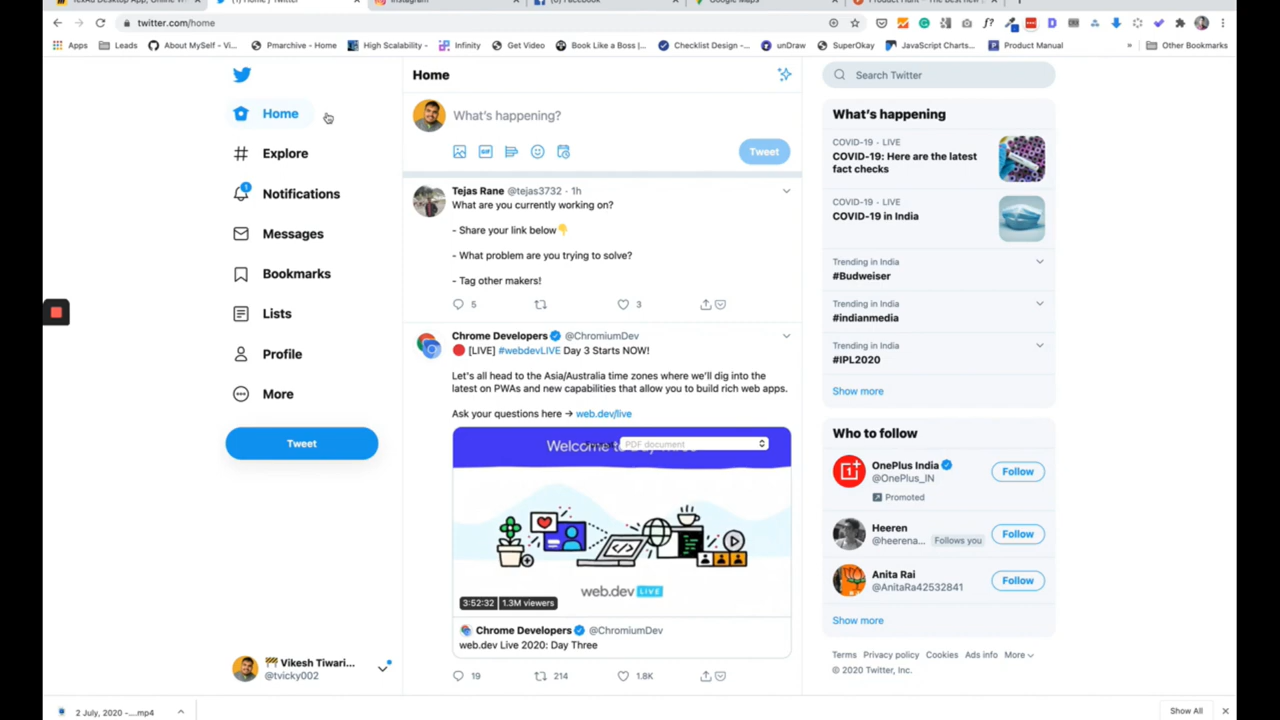 (1) Home / Twitter
Instagram
Google Maps
twitter.com/home
Apps
Leads
About MySelf - Vi...
Pmarchive - Home
High Scalability -
Infinity
Get Video
Book Like a Boss |...
Checklist Design -...
unDraw
SuperOkay
JavaScript Charts...
Product Manual
»
Other Bookmarks
Home
Explore
1
Notifications
Messages
Bookmarks
Lists
Profile
More
Tweet
Vikesh Tiwari...
@tvicky002
Home
What's happening?
Tweet
Tejas Rane @tejas3732 · 1h
What are you currently working on?
- Share your link below👇
- What problem are you trying to solve?
- Tag other makers!
5
3
Chrome Developers @ChromiumDev
🔴 [LIVE] #webdevLIVE Day 3 Starts NOW!
Let's all head to the Asia/Australia time zones where we'll dig into the
latest on PWAs and new capabilities that allow you to build rich web apps.
Ask your questions here → web.dev/live
PDF document
web.dev LIVE
3:52:32 1.3M viewers
Chrome Developers @ChromiumDev
web.dev Live 2020: Day Three
19
214
1.8K
Search Twitter
What's happening
COVID-19 · LIVE
COVID-19: Here are the latest
fact checks
COVID-19 · LIVE
COVID-19 in India
Trending in India
#Budweiser
Trending in India
#indianmedia
Trending in India
#IPL2020
Show more
Who to follow
OnePlus India
@OnePlus_IN
Promoted
Follow
Heeren
@heerena... Follows you
Follow
Anita Rai
@AnitaRa42532841
Follow
Show more
Terms Privacy policy Cookies Ads info More
© 2020 Twitter, Inc.
2 July, 2020 -....mp4
Show All